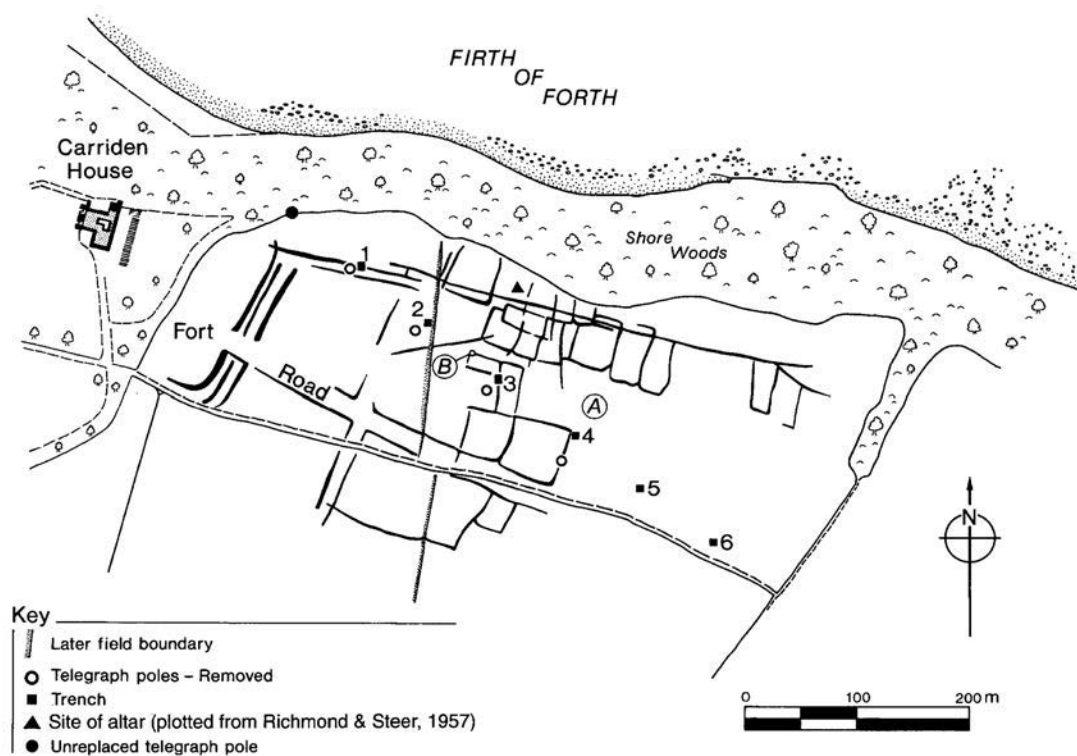 FIRTH
OF
FORTH
Carriden
House
Shore
Woods
1
Fort
2
Road
B
3
A
4
5
6
N
Key
Later field boundary
Telegraph poles – Removed
Trench
Site of altar (plotted from Richmond & Steer, 1957)
Unreplaced telegraph pole
0 100 200 m